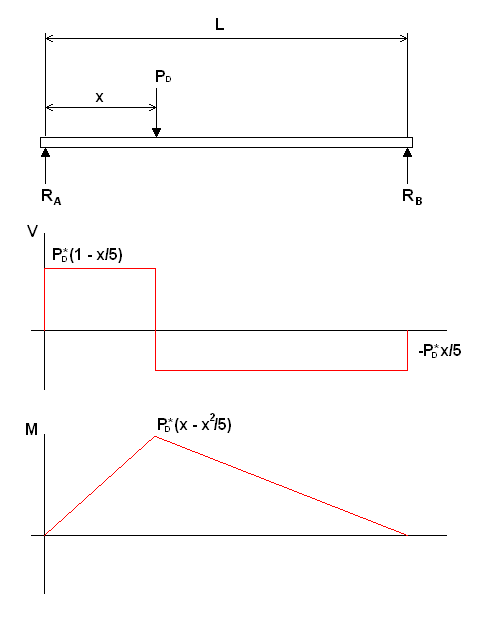 L
P_D
x
R_A
R_B
V
P_D*(1 - x/5)
-P_D*x/5
P_D*(x - x²/5)
M